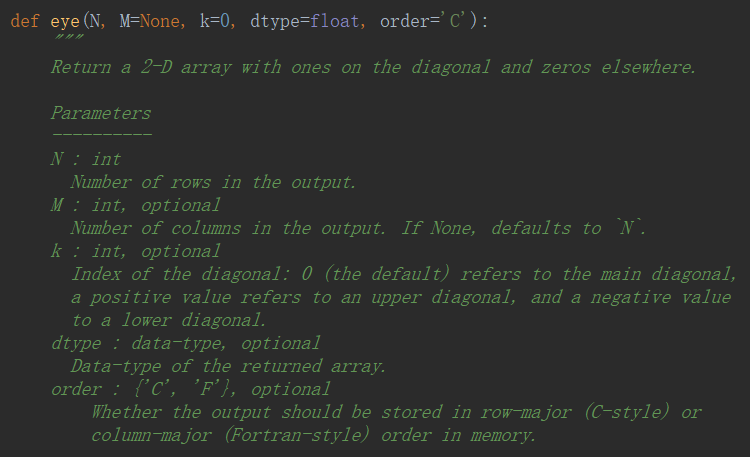 def eye(N, M=None, k=0, dtype=float, order='C'):
"""
Return a 2-D array with ones on the diagonal and zeros elsewhere.
Parameters
----------
N : int
Number of rows in the output.
M : int, optional
Number of columns in the output. If None, defaults to `N`.
k : int, optional
Index of the diagonal: 0 (the default) refers to the main diagonal,
a positive value refers to an upper diagonal, and a negative value
to a lower diagonal.
dtype : data-type, optional
Data-type of the returned array.
order : {'C', 'F'}, optional
Whether the output should be stored in row-major (C-style) or
column-major (Fortran-style) order in memory.